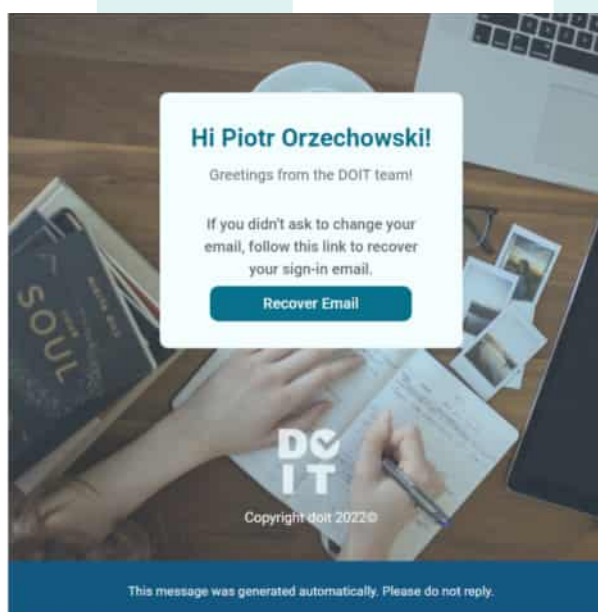 Hi Piotr Orzechowski!
Greetings from the DOIT team!
If you didn't ask to change your
email, follow this link to recover
your sign-in email.
Recover Email
SOUL
DO
IT
Copyright doit 2022©
This message was generated automatically. Please do not reply.